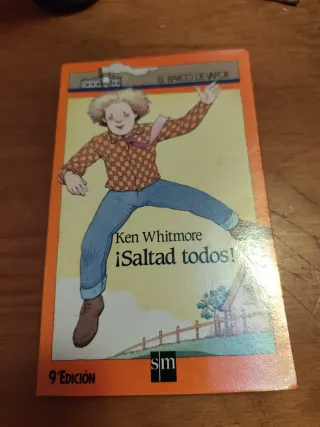 EL BARCO DE VAPOR
Ken Whitmore
¡Saltad todos!
9ª EDICIÓN
sm